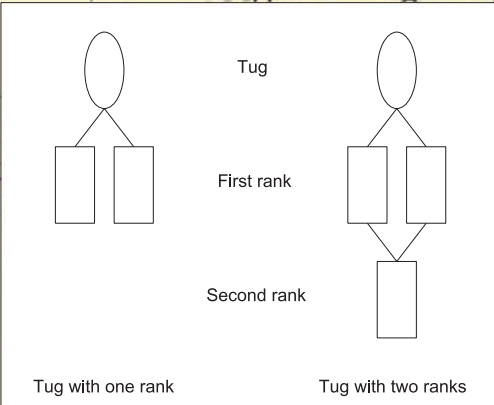 Tug
First rank
Second rank
Tug with one rank
Tug with two ranks